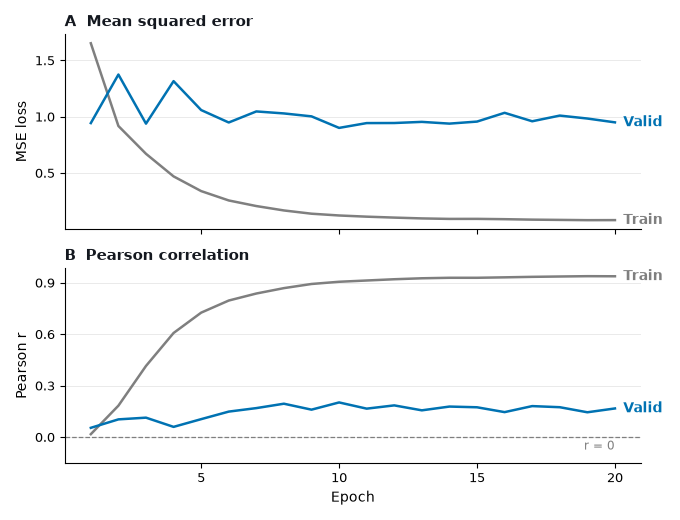 A Mean squared error
1.5
1.0
0.5
MSE loss
Valid
Train
B Pearson correlation
0.9
0.6
0.3
0.0
Pearson r
Train
Valid
r = 0
5
10
15
20
Epoch